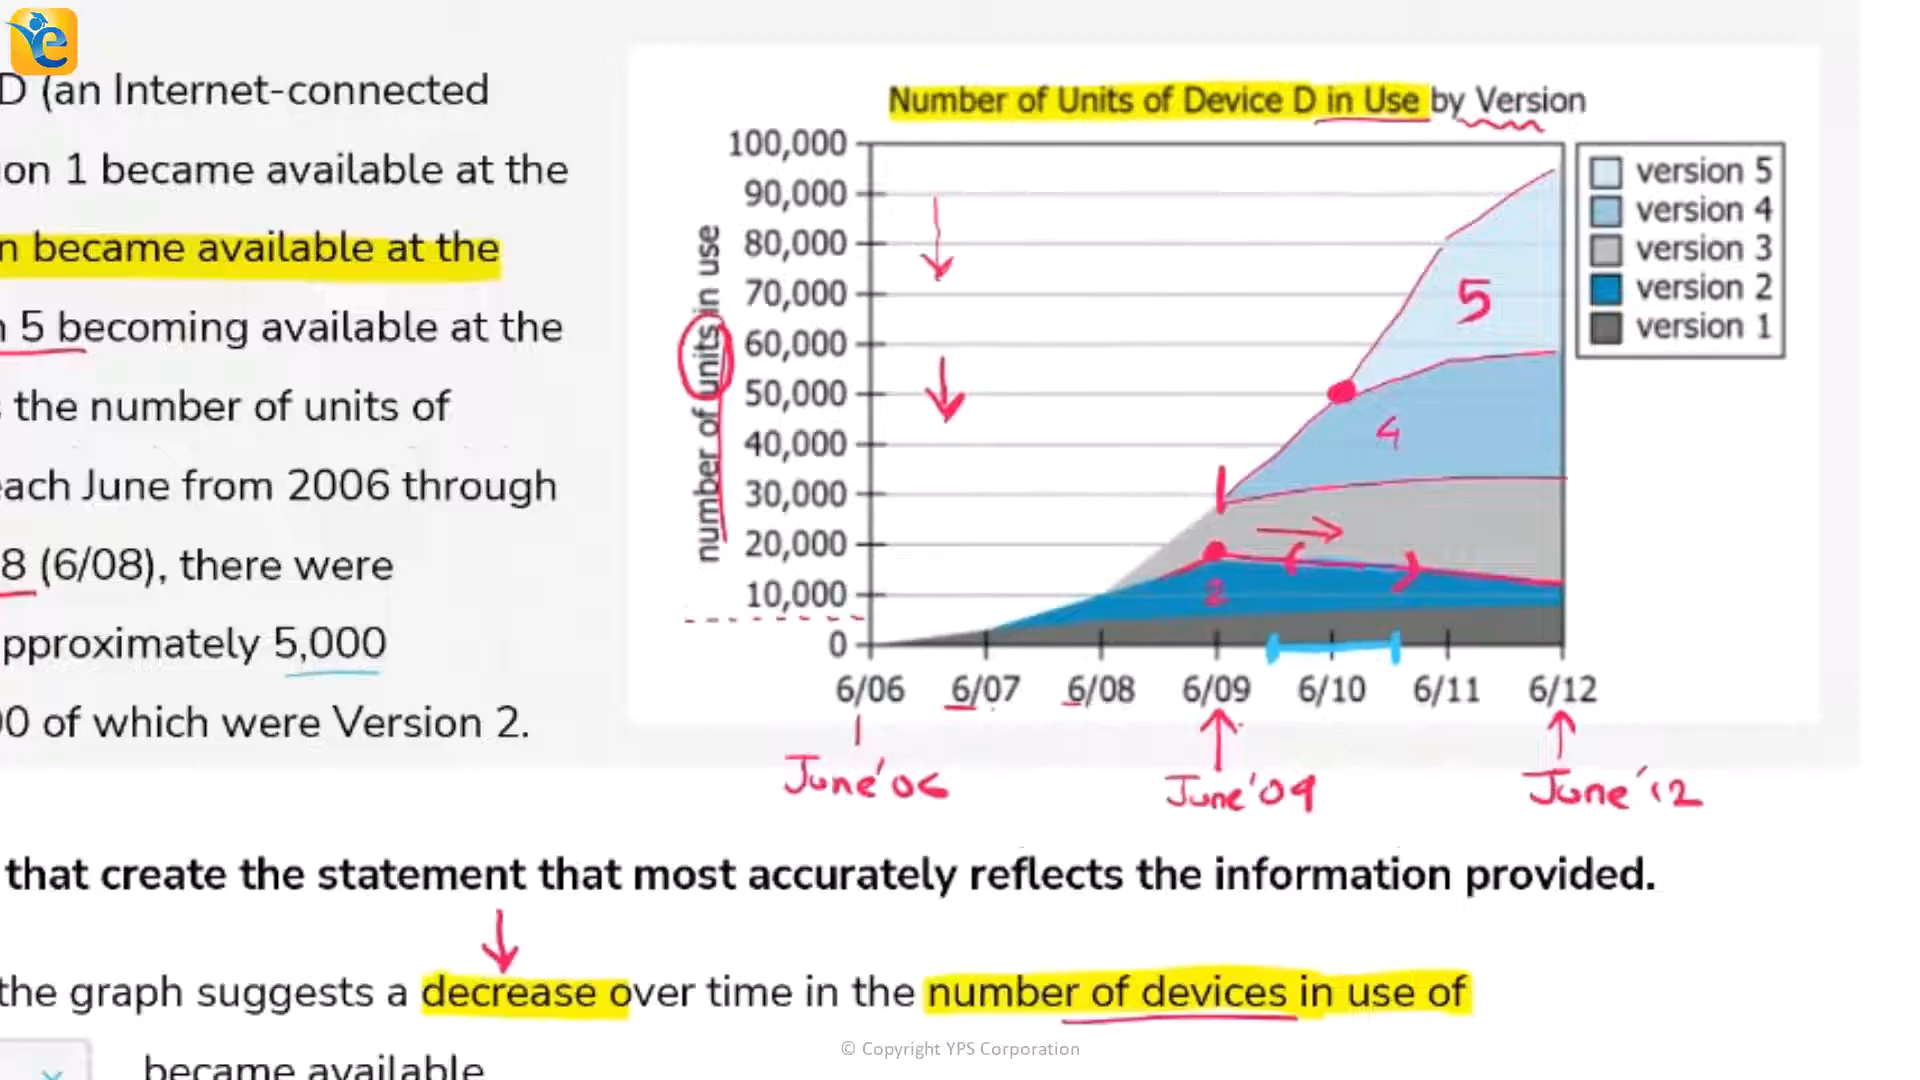 D (an Internet-connected
on 1 became available at the
n became available at the
5 becoming available at the
the number of units of
each June from 2006 through
8 (6/08), there were
pproximately 5,000
00 of which were Version 2.
Number of Units of Device D in Use by Version
number of units in use
100,000
90,000
80,000
70,000
60,000
50,000
40,000
30,000
20,000
10,000
0
5
4
2
6/06 6/07 6/08 6/09 6/10 6/11 6/12
version 5
version 4
version 3
version 2
version 1
June'06 June'09 June'12
that create the statement that most accurately reflects the information provided.
the graph suggests a decrease over time in the number of devices in use of
became available
© Copyright YPS Corporation